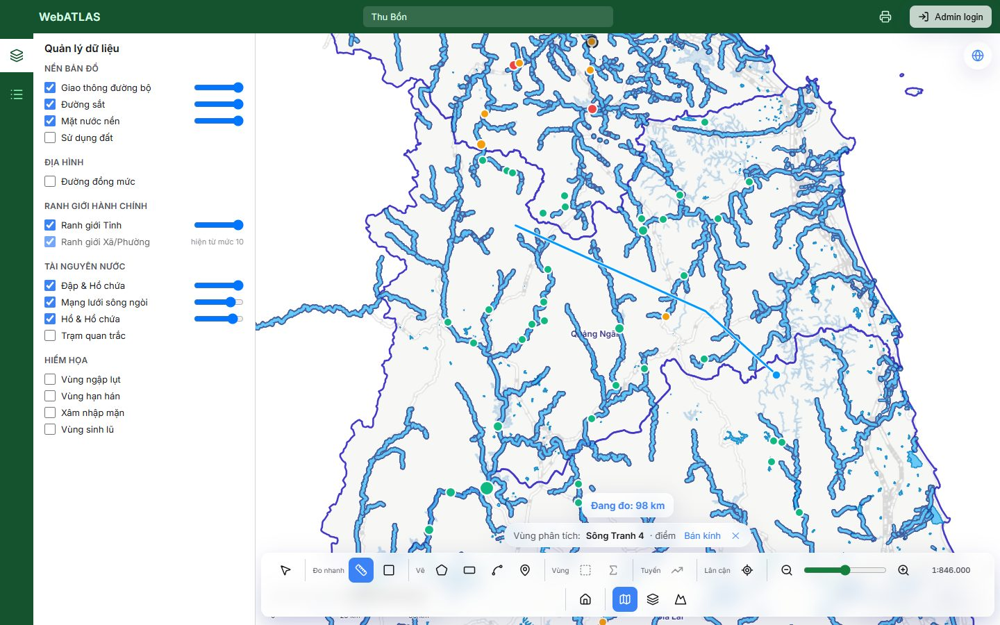 WebATLAS
Thu Bồn
Admin login
Quản lý dữ liệu
NỀN BẢN ĐỒ
Giao thông đường bộ
Đường sắt
Mặt nước nền
Sử dụng đất
ĐỊA HÌNH
Đường đồng mức
RANH GIỚI HÀNH CHÍNH
Ranh giới Tỉnh
Ranh giới Xã/Phường hiện từ mức 10
TÀI NGUYÊN NƯỚC
Đập & Hồ chứa
Mạng lưới sông ngòi
Hồ & Hồ chứa
Trạm quan trắc
HIỂM HỌA
Vùng ngập lụt
Vùng hạn hán
Xâm nhập mặn
Vùng sinh lũ
Quảng Ngãi
Đang đo: 98 km
Vùng phân tích: Sông Tranh 4 · điểm Bán kính
Đo nhanh Vẽ Vùng Tuyến Lân cận 1:846.000
Gia Lai